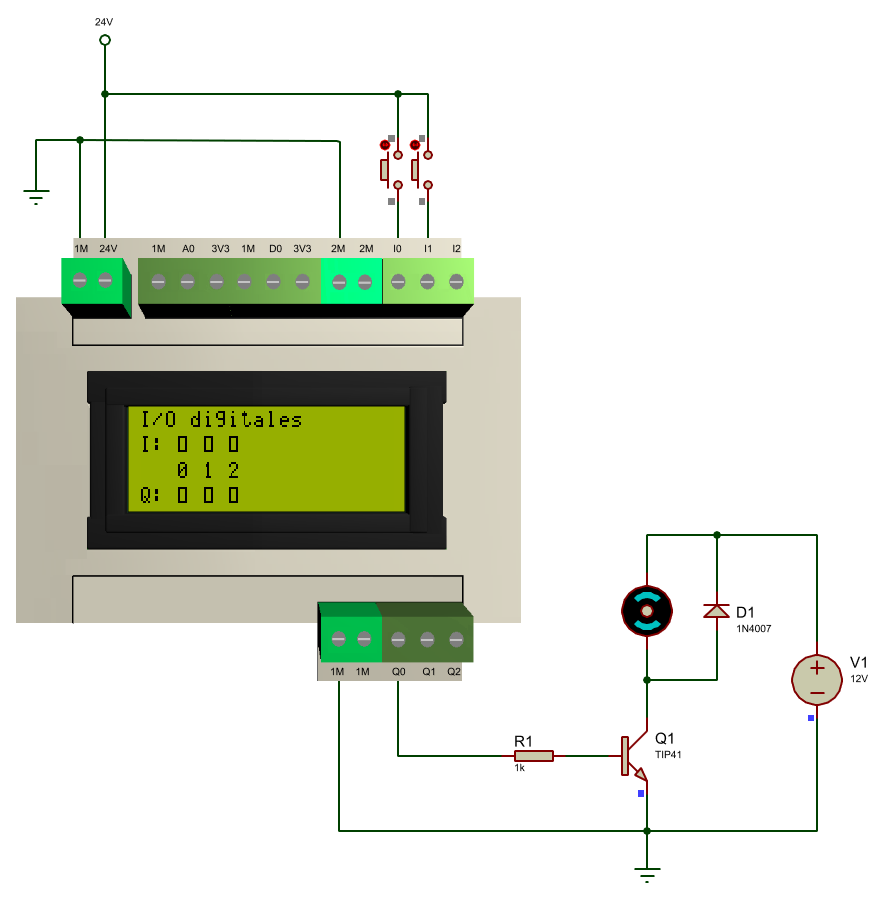 24V
1M 24V 1M A0 3V3 1M D0 3V3 2M 2M I0 I1 I2
I/O digitales
I: 0 0 0
0 1 2
Q: 0 0 0
D1
1N4007
V1
12V
1M 1M Q0 Q1 Q2
R1
1k
Q1
TIP41